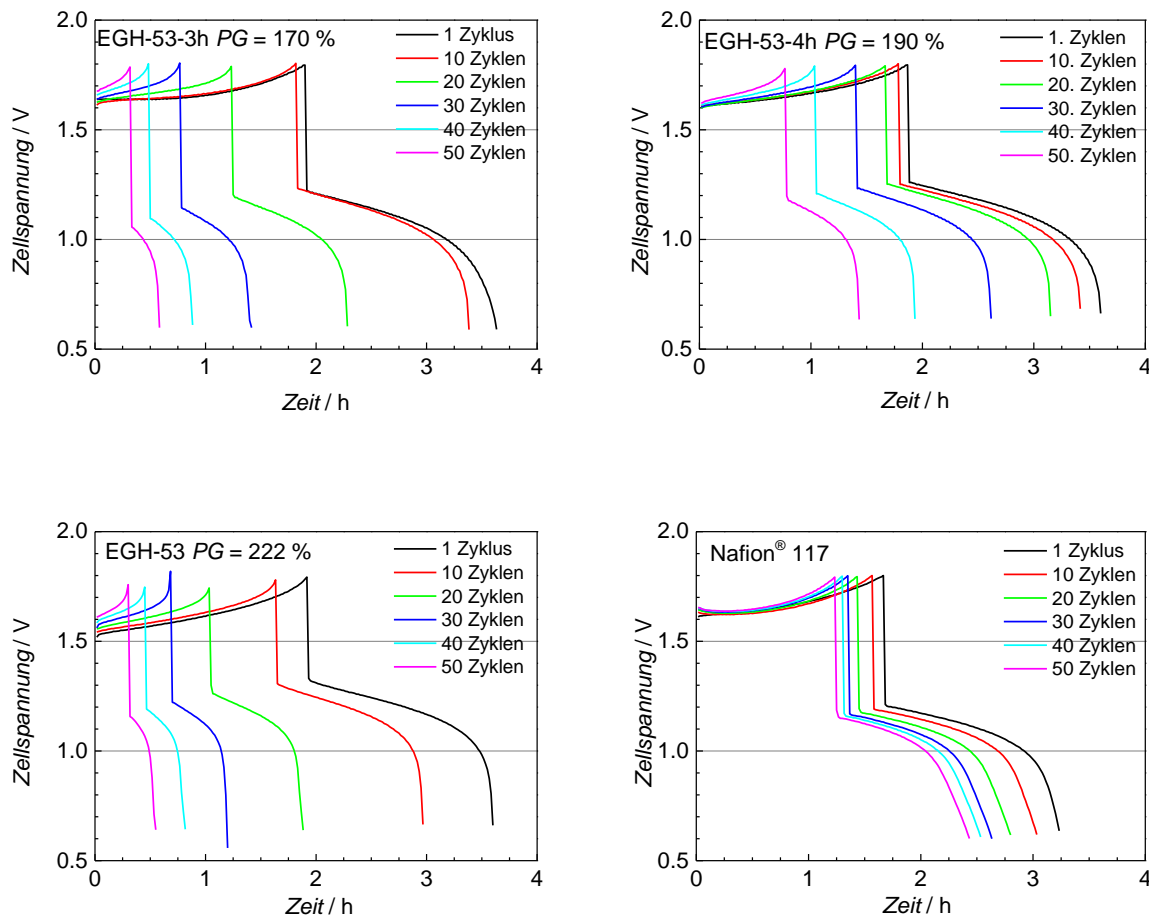 2.0
1.5
1.0
0.5
Zellspannung / V
EGH-53-3h PG = 170 %
1 Zyklus
10 Zyklen
20 Zyklen
30 Zyklen
40 Zyklen
50 Zyklen
0 1 2 3 4
Zeit / h
2.0
1.5
1.0
0.5
Zellspannung / V
EGH-53-4h PG = 190 %
1. Zyklen
10. Zyklen
20. Zyklen
30. Zyklen
40. Zyklen
50. Zyklen
0 1 2 3 4
Zeit / h
2.0
1.5
1.0
0.5
Zellspannung / V
EGH-53 PG = 222 %
1 Zyklus
10 Zyklen
20 Zyklen
30 Zyklen
40 Zyklen
50 Zyklen
0 1 2 3 4
Zeit / h
2.0
1.5
1.0
0.5
Zellspannung / V
Nafion® 117
1 Zyklus
10 Zyklen
20 Zyklen
30 Zyklen
40 Zyklen
50 Zyklen
0 1 2 3 4
Zeit / h